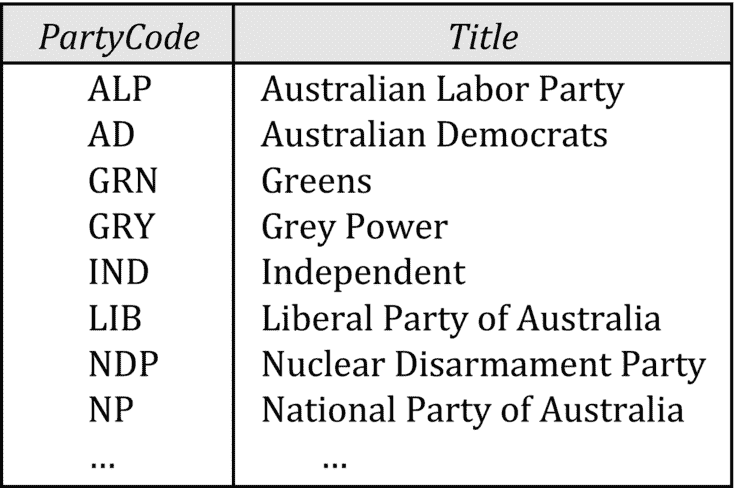 PartyCode Title
ALP Australian Labor Party
AD Australian Democrats
GRN Greens
GRY Grey Power
IND Independent
LIB Liberal Party of Australia
NDP Nuclear Disarmament Party
NP National Party of Australia
... ...